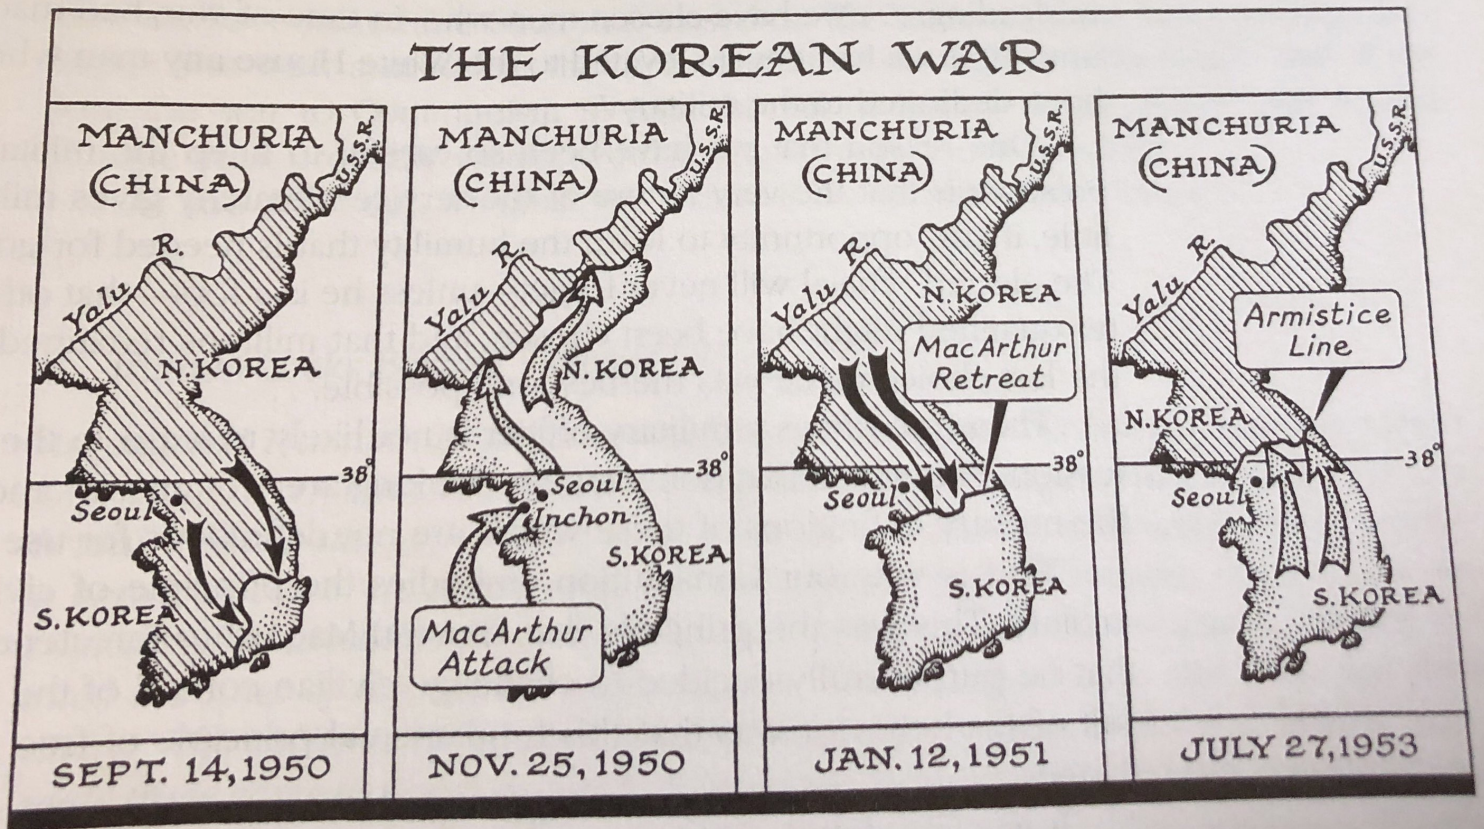 THE KOREAN WAR
MANCHURIA
(CHINA)
U.S.S.R.
Yalu R.
N.KOREA
38°
Seoul
S.KOREA
SEPT. 14,1950
MANCHURIA
(CHINA)
U.S.S.R.
Yalu R.
N.KOREA
38°
Seoul
Inchon
S.KOREA
MacArthur
Attack
NOV. 25,1950
MANCHURIA
(CHINA)
U.S.S.R.
Yalu R.
N.KOREA
MacArthur
Retreat
38°
Seoul
S.KOREA
JAN. 12,1951
MANCHURIA
(CHINA)
U.S.S.R.
Yalu R.
Armistice
Line
N.KOREA
38°
Seoul
S.KOREA
JULY 27,1953